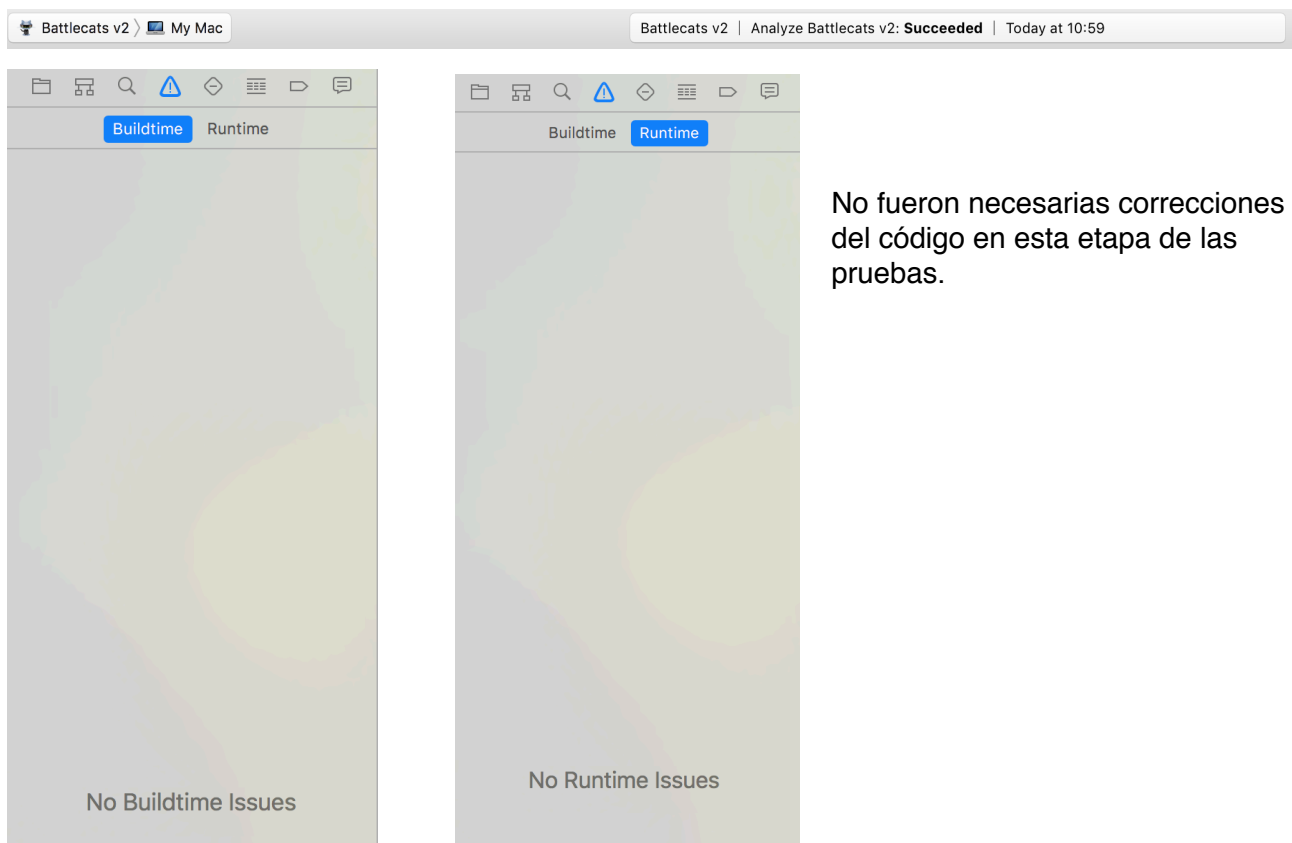 Battlecats v2 〉 My Mac
Battlecats v2 | Analyze Battlecats v2: Succeeded | Today at 10:59
Buildtime Runtime
Buildtime Runtime
No fueron necesarias correcciones
del código en esta etapa de las
pruebas.
No Buildtime Issues
No Runtime Issues